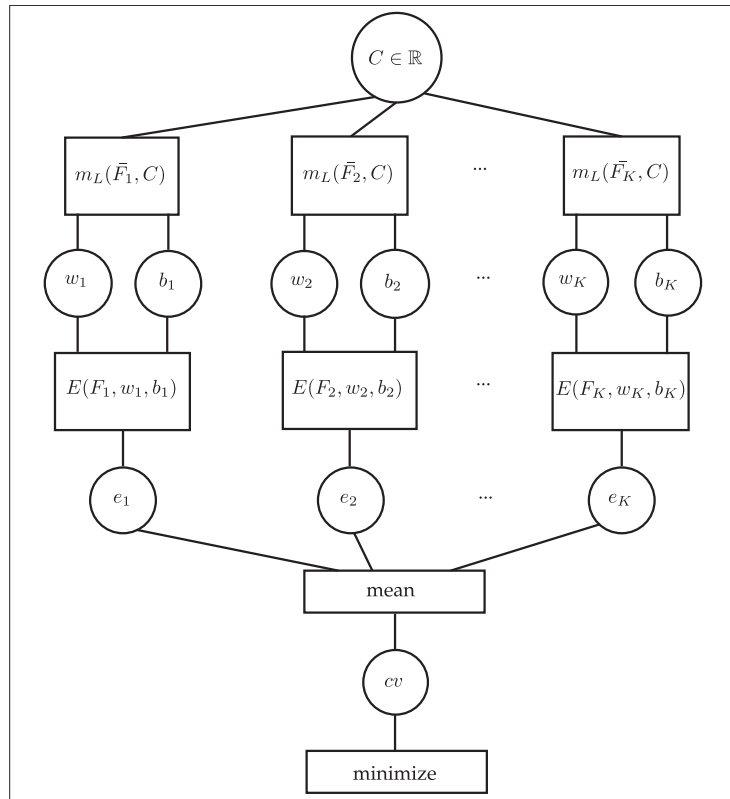 C ∈ ℝ
m_L(F̄_1, C) m_L(F̄_2, C) ... m_L(F̄_K, C)
w_1 b_1 w_2 b_2 ... w_K b_K
E(F_1, w_1, b_1) E(F_2, w_2, b_2) ... E(F_K, w_K, b_K)
e_1 e_2 ... e_K
mean
cv
minimize